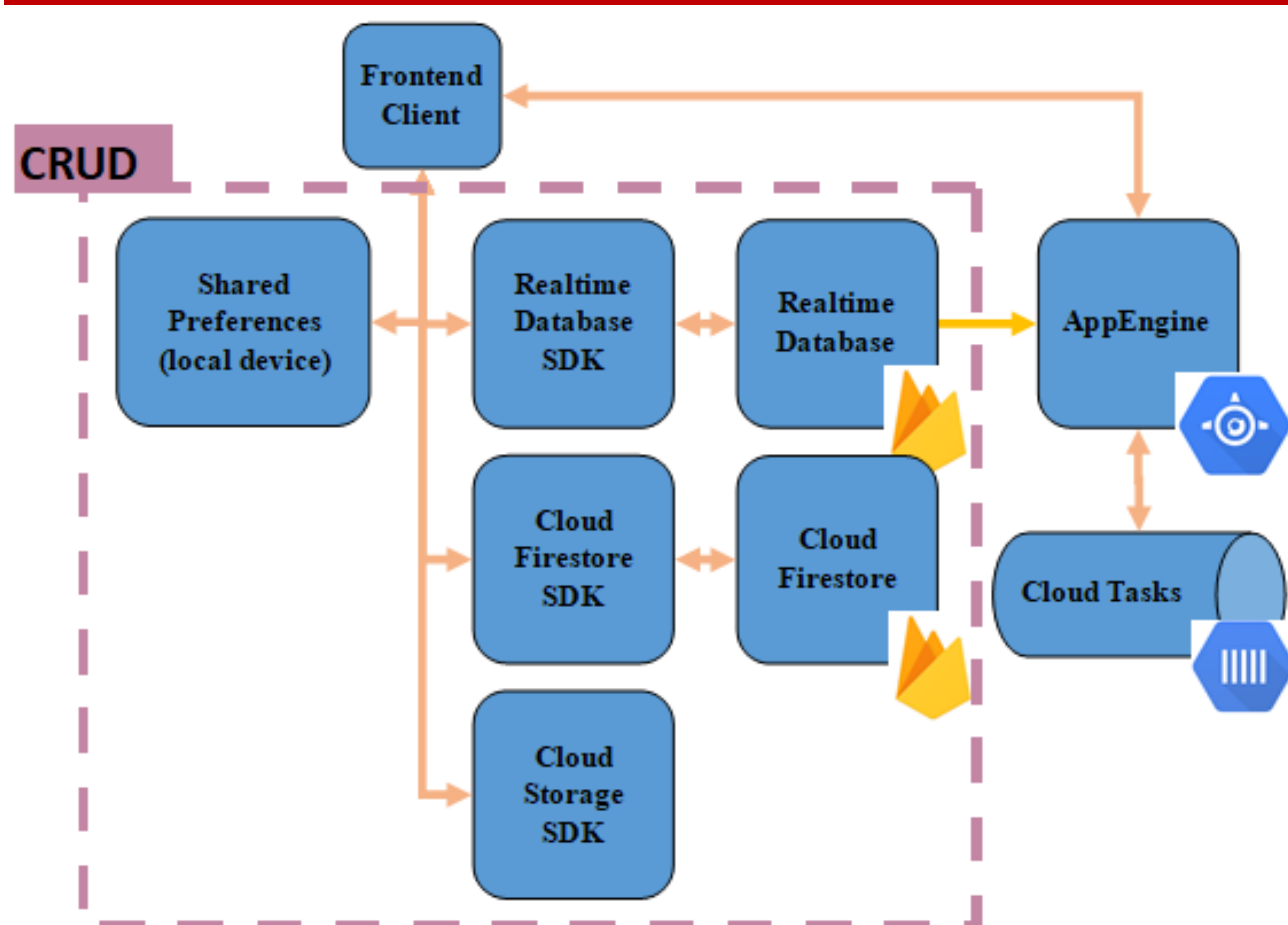 Frontend
Client
CRUD
Shared
Preferences
(local device)
Realtime
Database
SDK
Realtime
Database
AppEngine
Cloud
Firestore
SDK
Cloud
Firestore
Cloud Tasks
Cloud
Storage
SDK